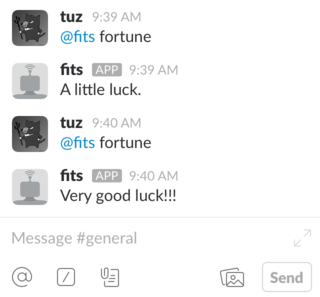 tuz 9:39 AM
@fits fortune
fits APP 9:39 AM
A little luck.
tuz 9:40 AM
@fits fortune
fits APP 9:40 AM
Very good luck!!!
Message #general
Send